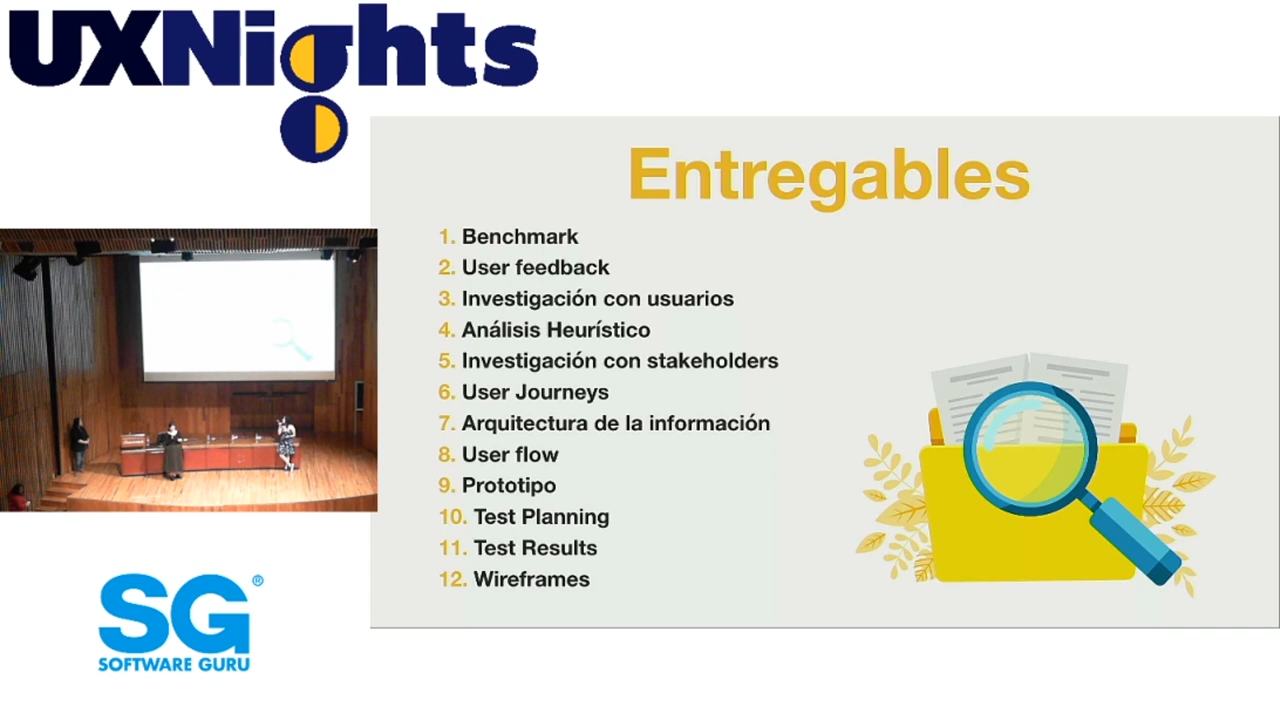 UXNights
Entregables
1. Benchmark
2. User feedback
3. Investigación con usuarios
4. Análisis Heurístico
5. Investigación con stakeholders
6. User Journeys
7. Arquitectura de la información
8. User flow
9. Prototipo
10. Test Planning
11. Test Results
12. Wireframes
SG®
SOFTWARE GURU